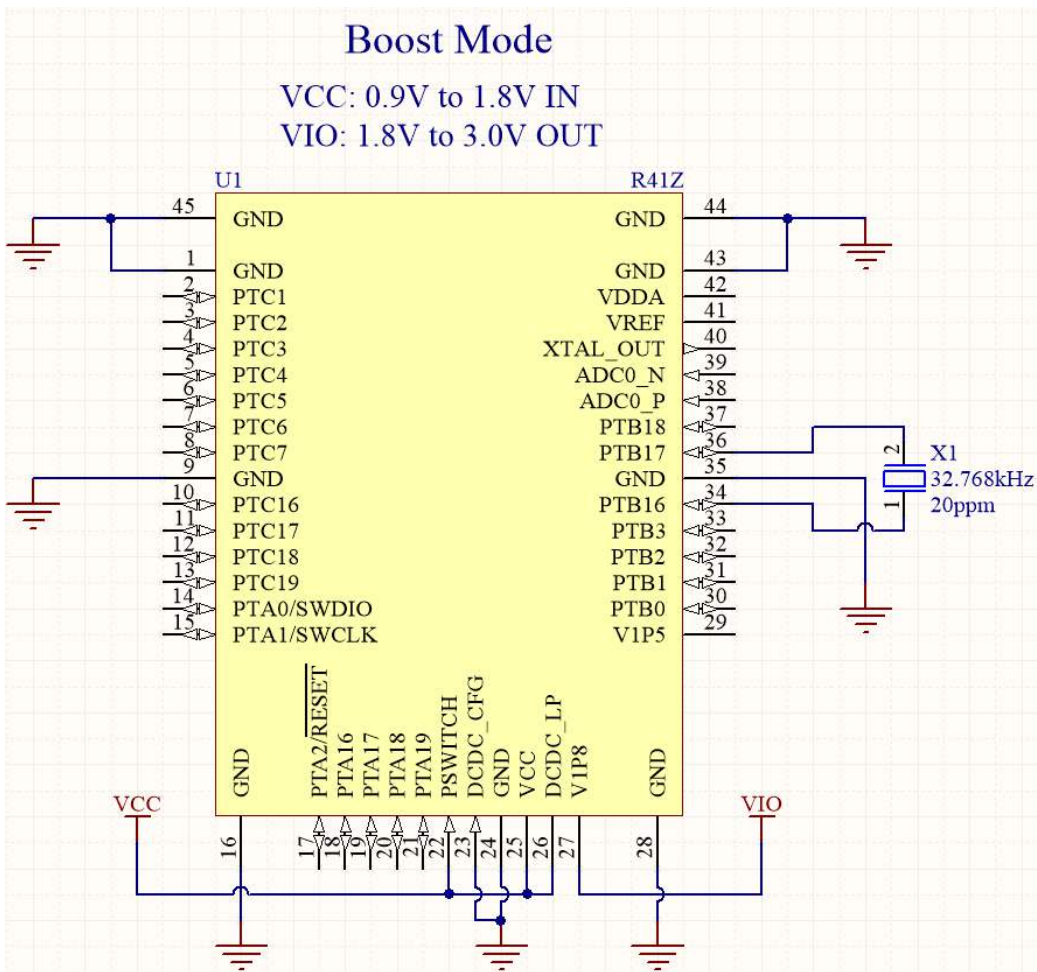 Boost Mode
VCC: 0.9V to 1.8V IN
VIO: 1.8V to 3.0V OUT
U1 R41Z
45 GND GND 44
1 GND GND 43
2 PTC1 VDDA 42
3 PTC2 VREF 41
4 PTC3 XTAL_OUT 40
5 PTC4 ADC0_N 39
6 PTC5 ADC0_P 38
7 PTC6 PTB18 37
8 PTC7 PTB17 36
9 GND GND 35
10 PTC16 PTB16 34
11 PTC17 PTB3 33
12 PTC18 PTB2 32
13 PTC19 PTB1 31
14 PTA0/SWDIO PTB0 30
15 PTA1/SWCLK V1P5 29
2 X1
32.768kHz
1 20ppm
GND PTA2/RESET PTA16 PTA17 PTA18 PTA19 PSWITCH DCDC_CFG GND VCC DCDC_LP V1P8 GND
VCC VIO
16 17 18 19 20 21 22 23 24 25 26 27 28